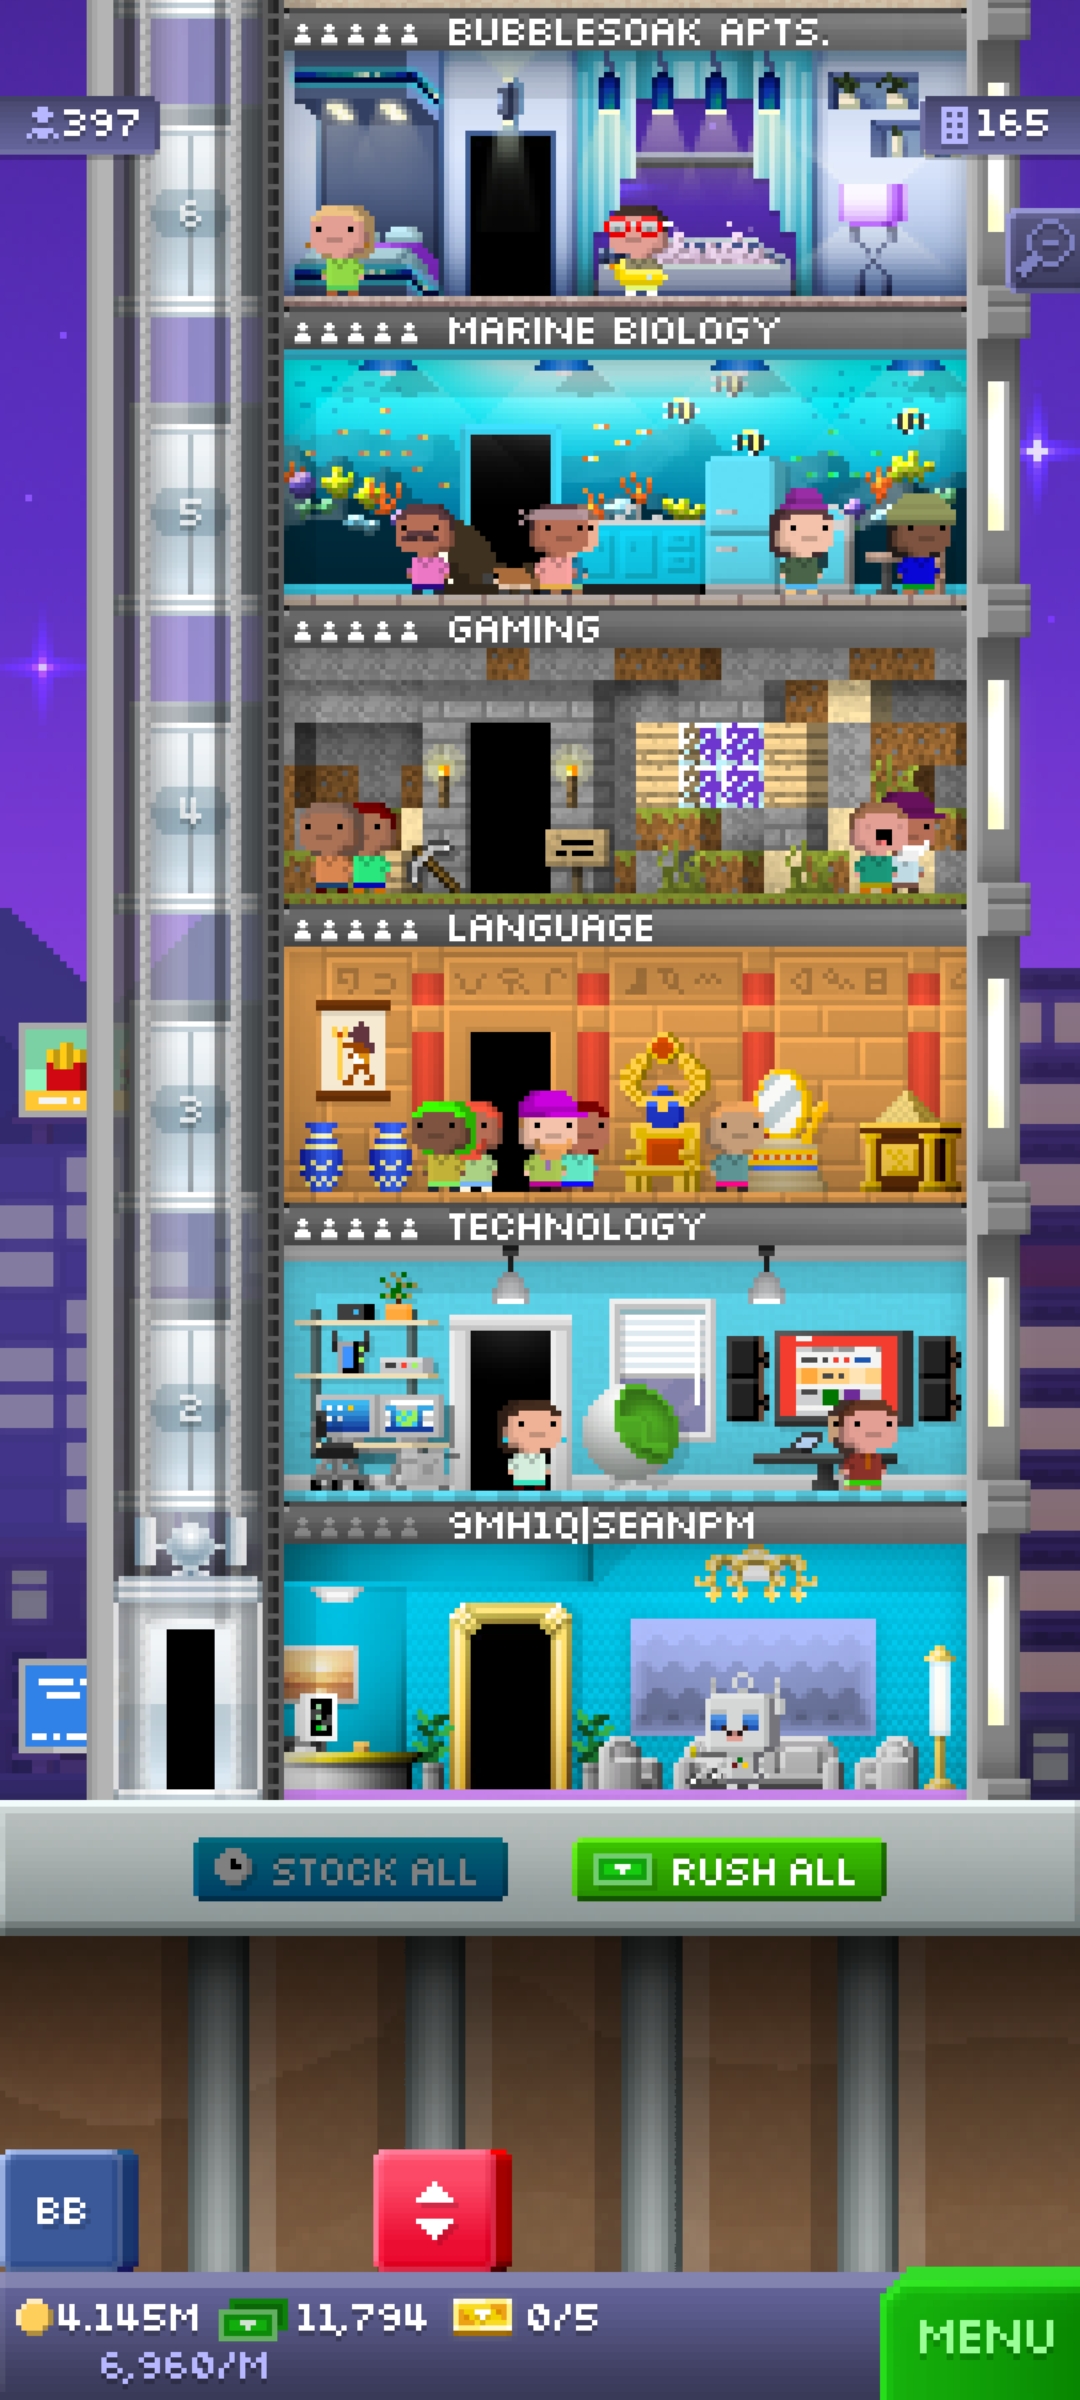 BUBBLESOAK APTS.
397
165
6
MARINE BIOLOGY
5
GAMING
4
LANGUAGE
3
TECHNOLOGY
2
9MH1Q|SEANPM
STOCK ALL
RUSH ALL
BB
4.145M 11,794 0/5
6,960/M
MENU